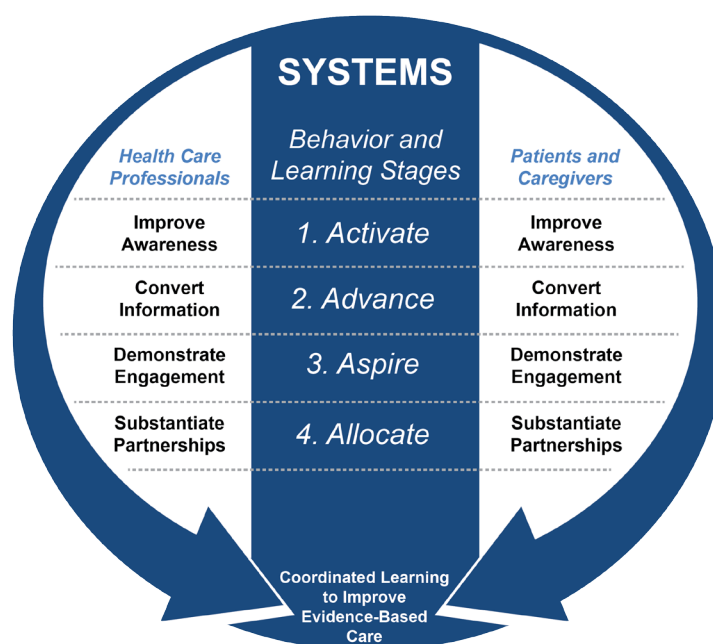 SYSTEMS
Behavior and
Learning Stages
Health Care
Professionals
Patients and
Caregivers
Improve
Awareness
1. Activate
Improve
Awareness
Convert
Information
2. Advance
Convert
Information
Demonstrate
Engagement
3. Aspire
Demonstrate
Engagement
Substantiate
Partnerships
4. Allocate
Substantiate
Partnerships
Coordinated Learning
to Improve
Evidence-Based
Care